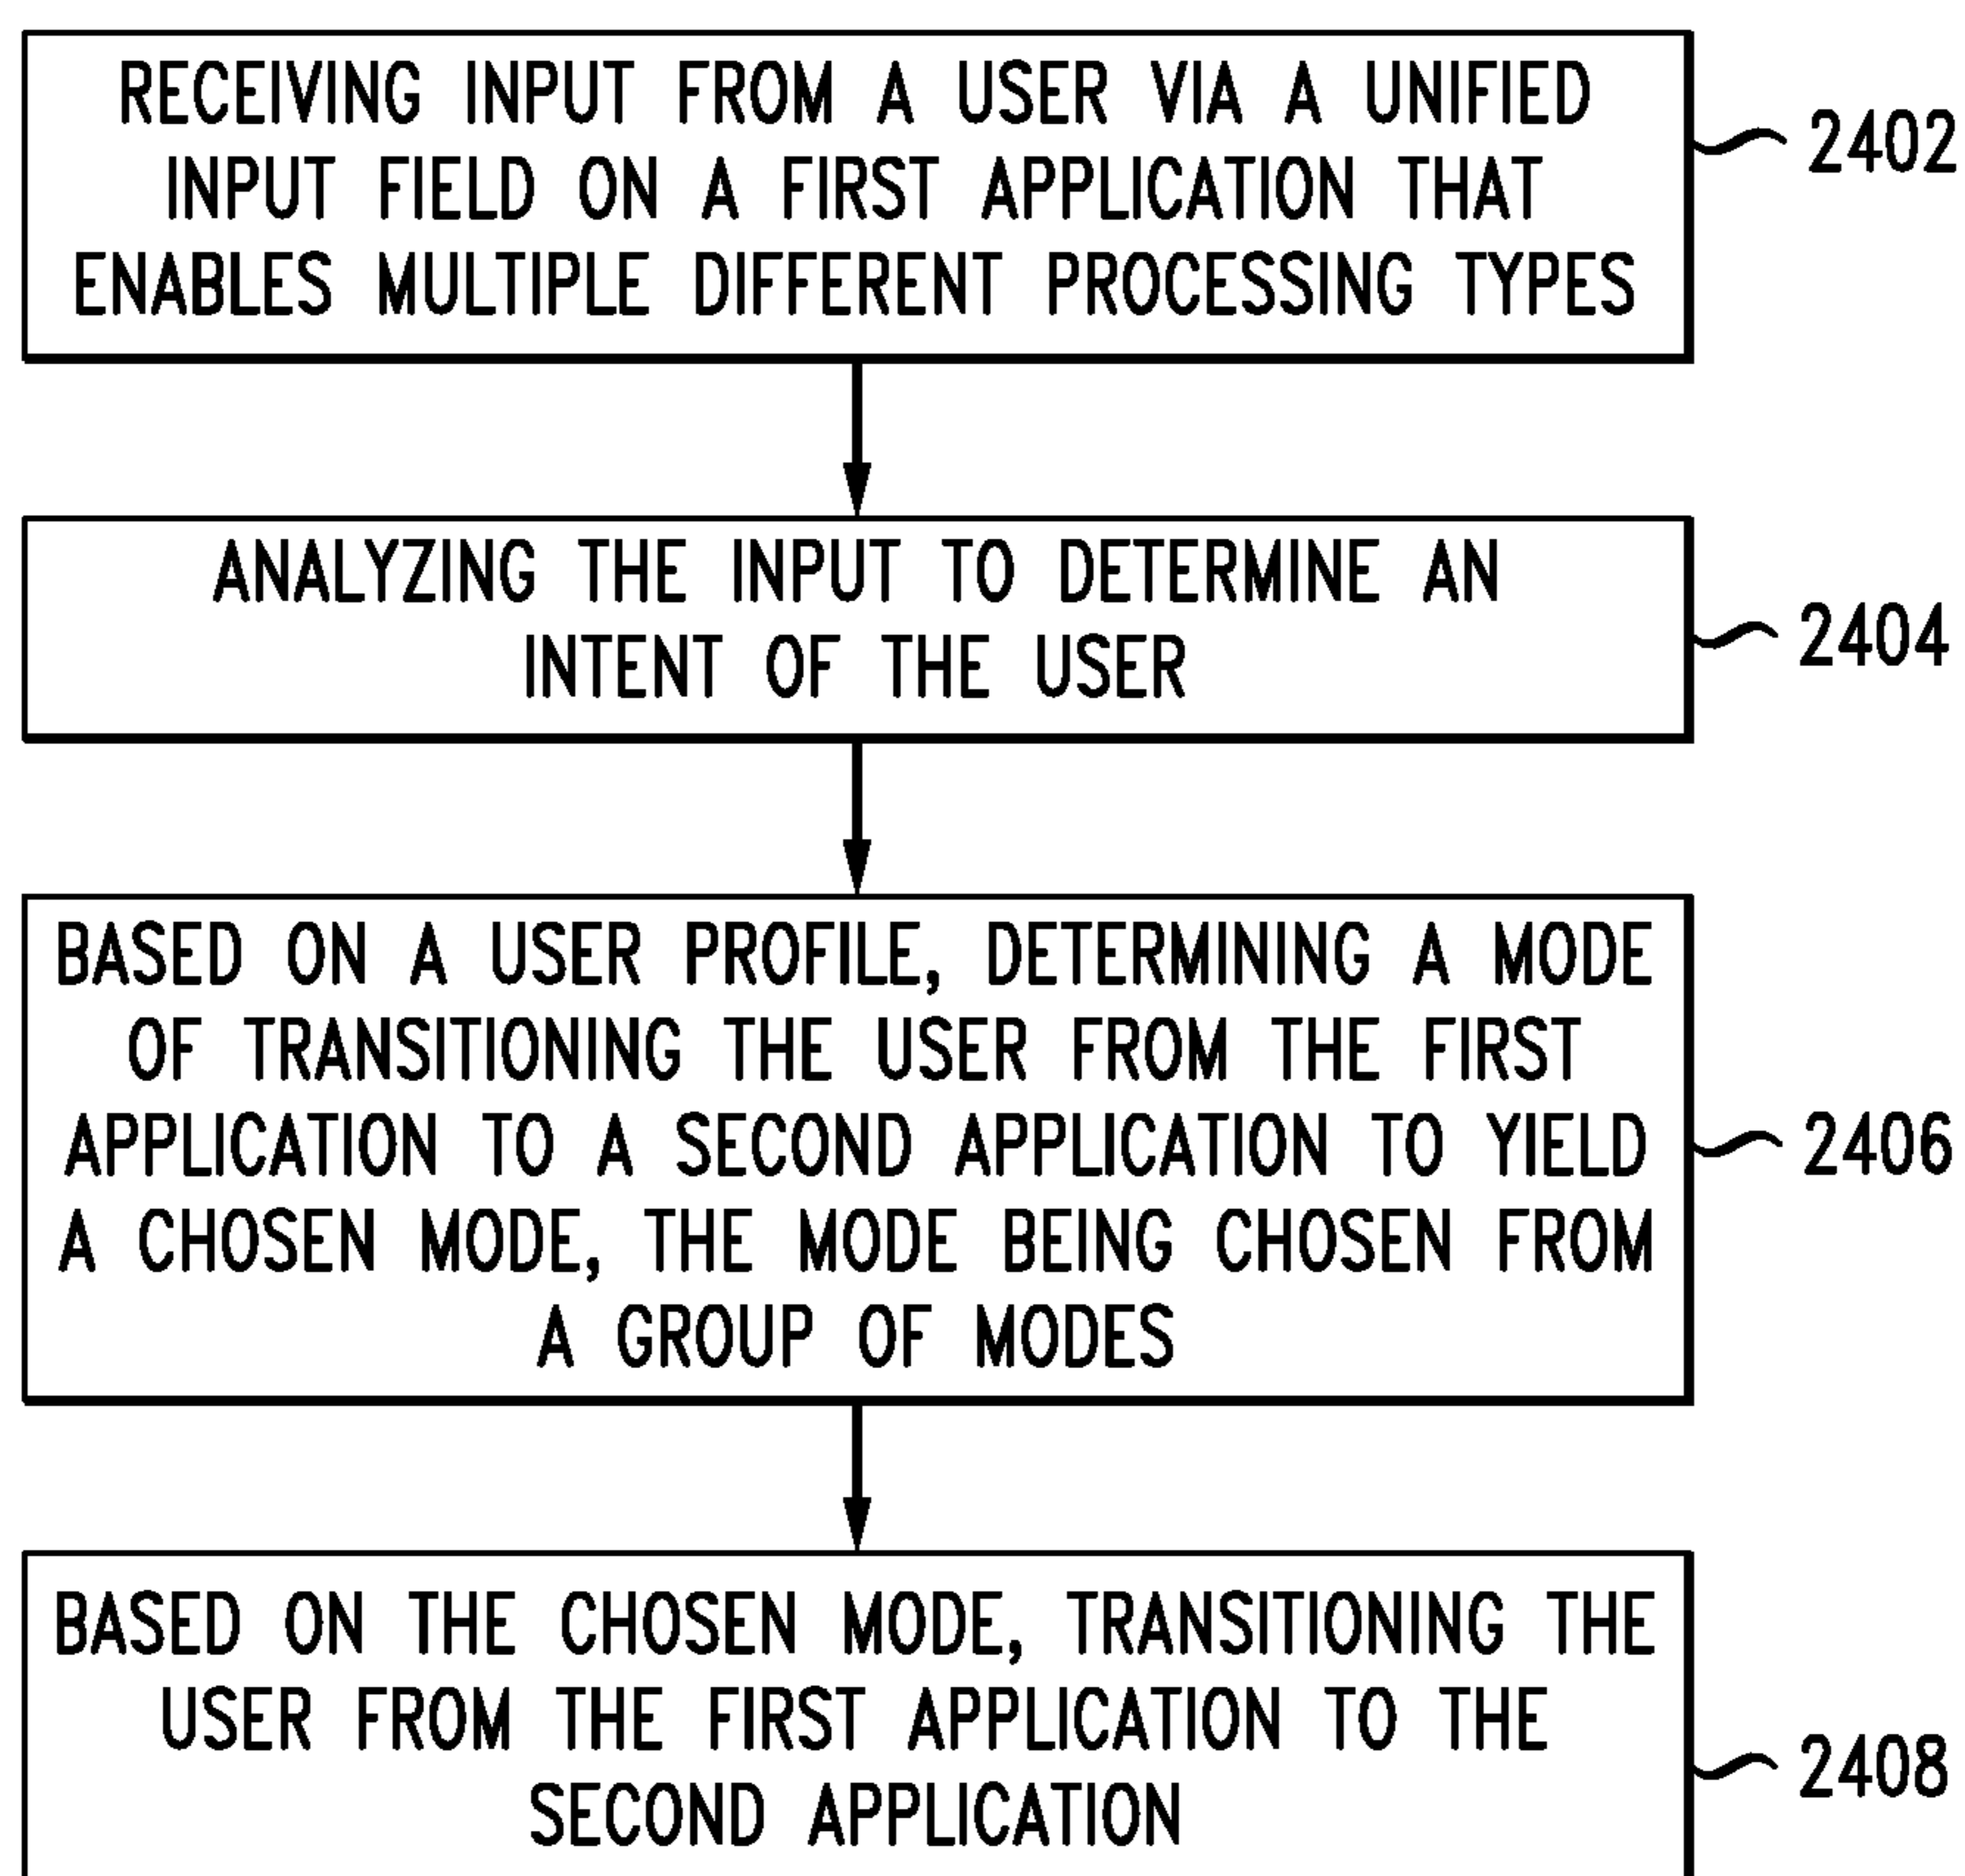 RECEIVING INPUT FROM A USER VIA A UNIFIED
INPUT FIELD ON A FIRST APPLICATION THAT
ENABLES MULTIPLE DIFFERENT PROCESSING TYPES
2402
ANALYZING THE INPUT TO DETERMINE AN
INTENT OF THE USER
2404
BASED ON A USER PROFILE, DETERMINING A MODE
OF TRANSITIONING THE USER FROM THE FIRST
APPLICATION TO A SECOND APPLICATION TO YIELD
A CHOSEN MODE, THE MODE BEING CHOSEN FROM
A GROUP OF MODES
2406
BASED ON THE CHOSEN MODE, TRANSITIONING THE
USER FROM THE FIRST APPLICATION TO THE
SECOND APPLICATION
2408